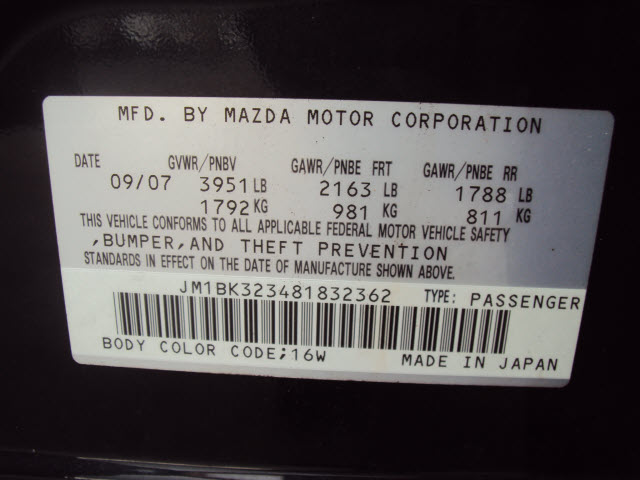 MFD. BY MAZDA MOTOR CORPORATION
DATE GVWR/PNBV GAWR/PNBE FRT GAWR/PNBE RR
09/07 3951 LB 2163 LB 1788 LB
1792 KG 981 KG 811 KG
THIS VEHICLE CONFORMS TO ALL APPLICABLE FEDERAL MOTOR VEHICLE SAFETY
,BUMPER,AND THEFT PREVENTION
STANDARDS IN EFFECT ON THE DATE OF MANUFACTURE SHOWN ABOVE.
JM1BK323481832362 TYPE: PASSENGER
BODY COLOR CODE;16W MADE IN JAPAN